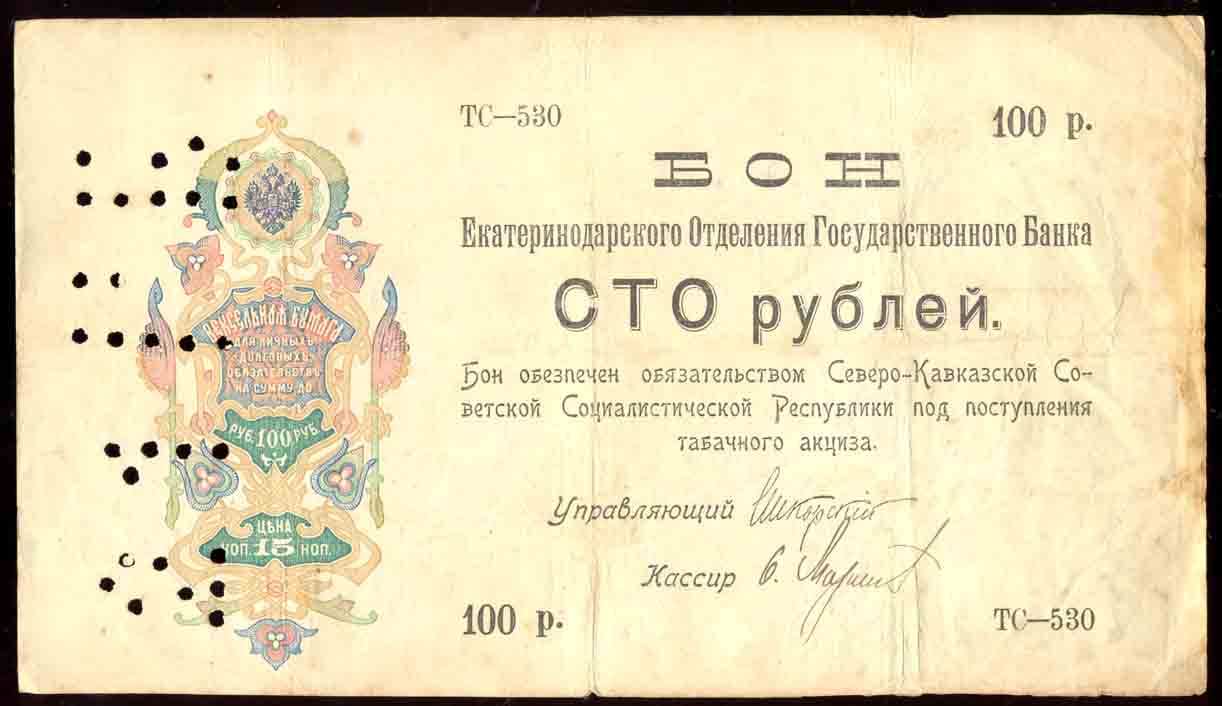 ТС—530
100 р.
БОН
Екатеринодарского Отделения Государственного Банка
СТО рублей.
Бон обезпечен обязательством Северо-Кавказской Со-
ветской Социалистической Республики под поступления
табачного акциза.
Управляющий
Кассир
100 р.
ТС—530
ВЕКСЕЛЬНАЯ БУМАГА
ДЛЯ ЛИЧНЫХЪ
ДОЛГОВЫХЪ
ОБЯЗАТЕЛЬСТВЪ
НА СУММУ ДО
РУБ. 100 РУБ.
ЦѢНА
КОП. 15 КОП.